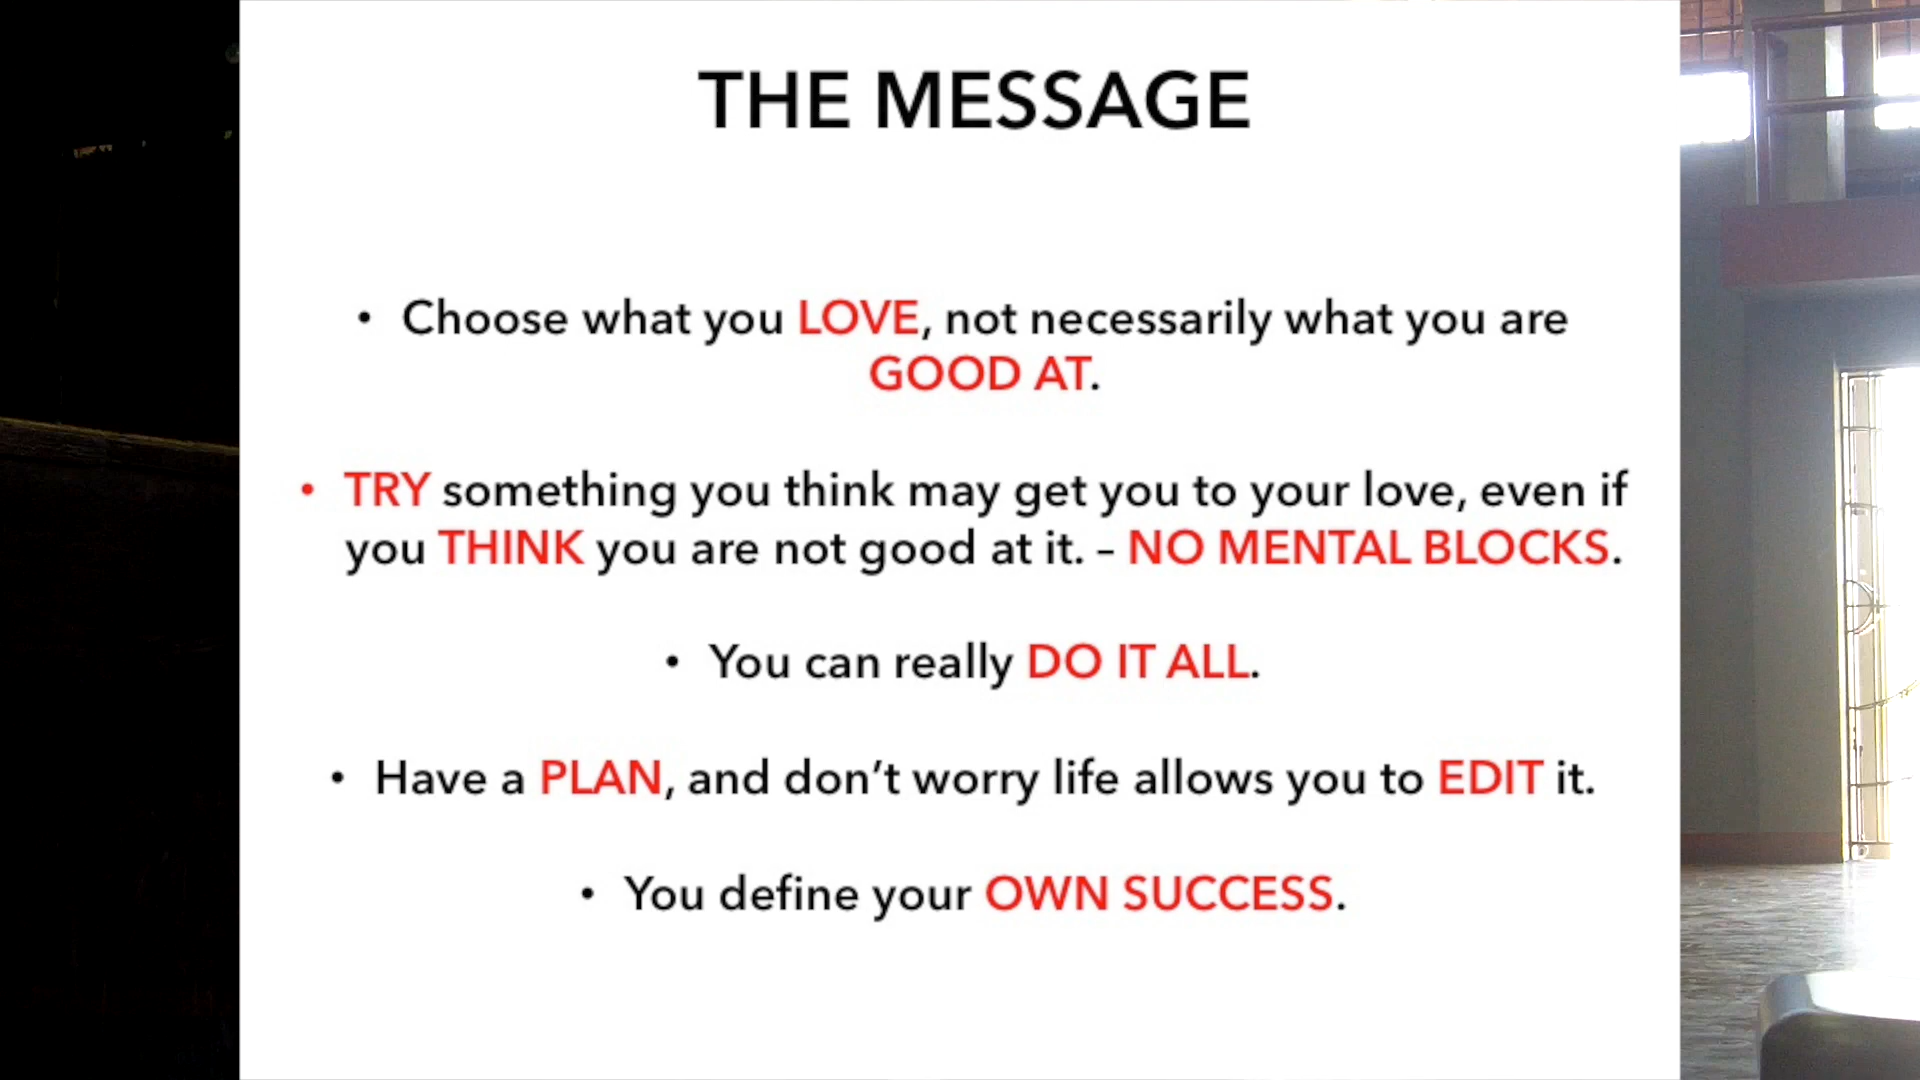 THE MESSAGE
• Choose what you LOVE, not necessarily what you are
GOOD AT.
• TRY something you think may get you to your love, even if
you THINK you are not good at it. – NO MENTAL BLOCKS.
• You can really DO IT ALL.
• Have a PLAN, and don’t worry life allows you to EDIT it.
• You define your OWN SUCCESS.